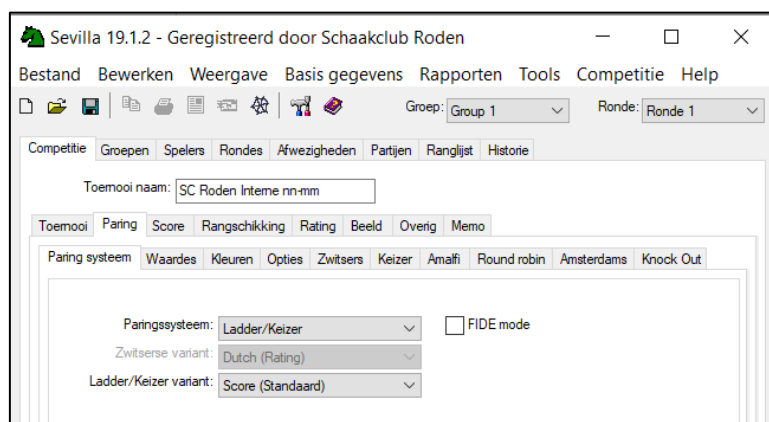 Sevilla 19.1.2 - Geregistreerd door Schaakclub Roden
Bestand Bewerken Weergave Basis gegevens Rapporten Tools Competitie Help
Groep: Group 1 Ronde: Ronde 1
Competitie Groepen Spelers Rondes Afwezigheden Partijen Ranglijst Historie
Toernooi naam: SC Roden Interne nn-mm
Toernooi Paring Score Rangschikking Rating Beeld Overig Memo
Paring systeem Waardes Kleuren Opties Zwitsers Keizer Amalfi Round robin Amsterdams Knock Out
Paringssysteem: Ladder/Keizer FIDE mode
Zwitserse variant: Dutch (Rating)
Ladder/Keizer variant: Score (Standaard)